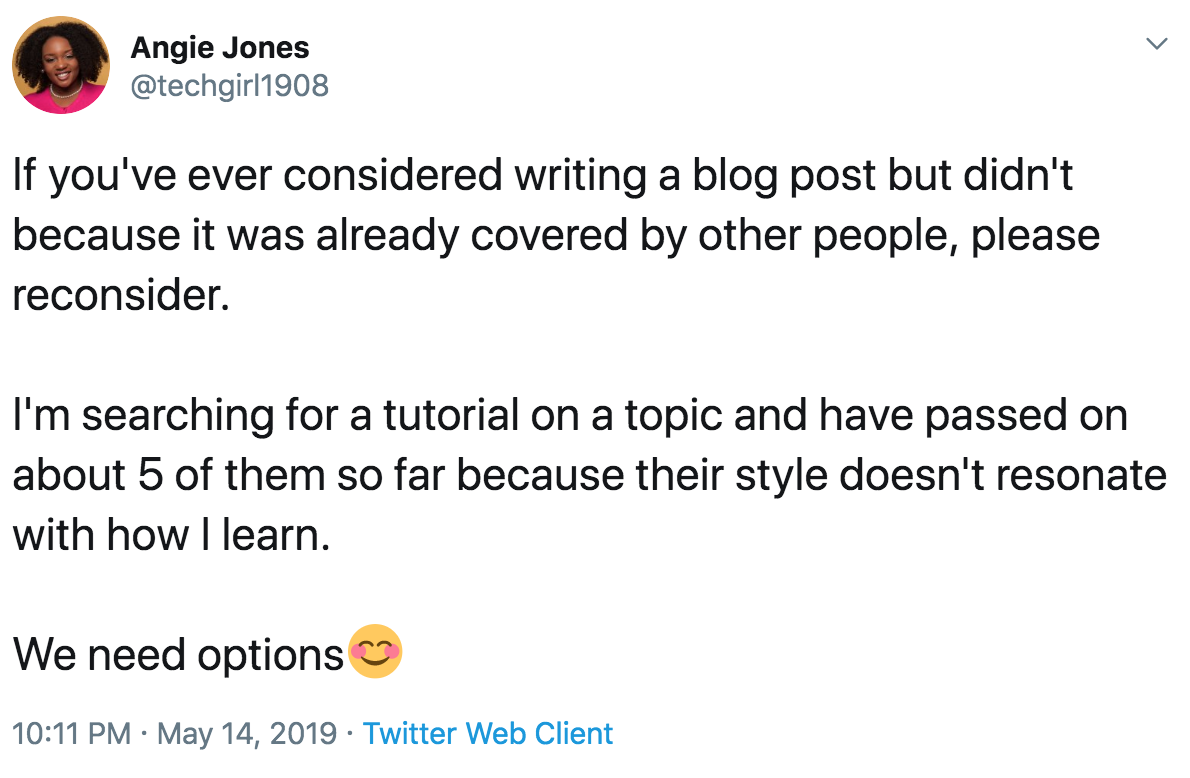 Angie Jones
@techgirl1908
If you've ever considered writing a blog post but didn't
because it was already covered by other people, please
reconsider.
I'm searching for a tutorial on a topic and have passed on
about 5 of them so far because their style doesn't resonate
with how I learn.
We need options😊
10:11 PM · May 14, 2019 · Twitter Web Client